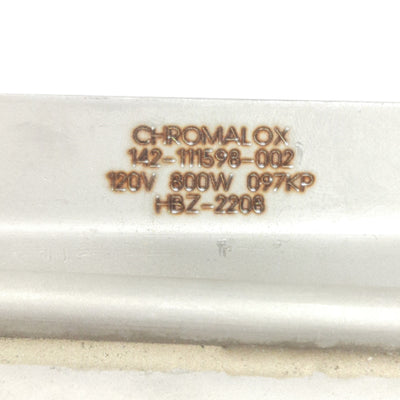 CHROMALOX
142-111598-002
120V 800W 097KP
HBZ-2208